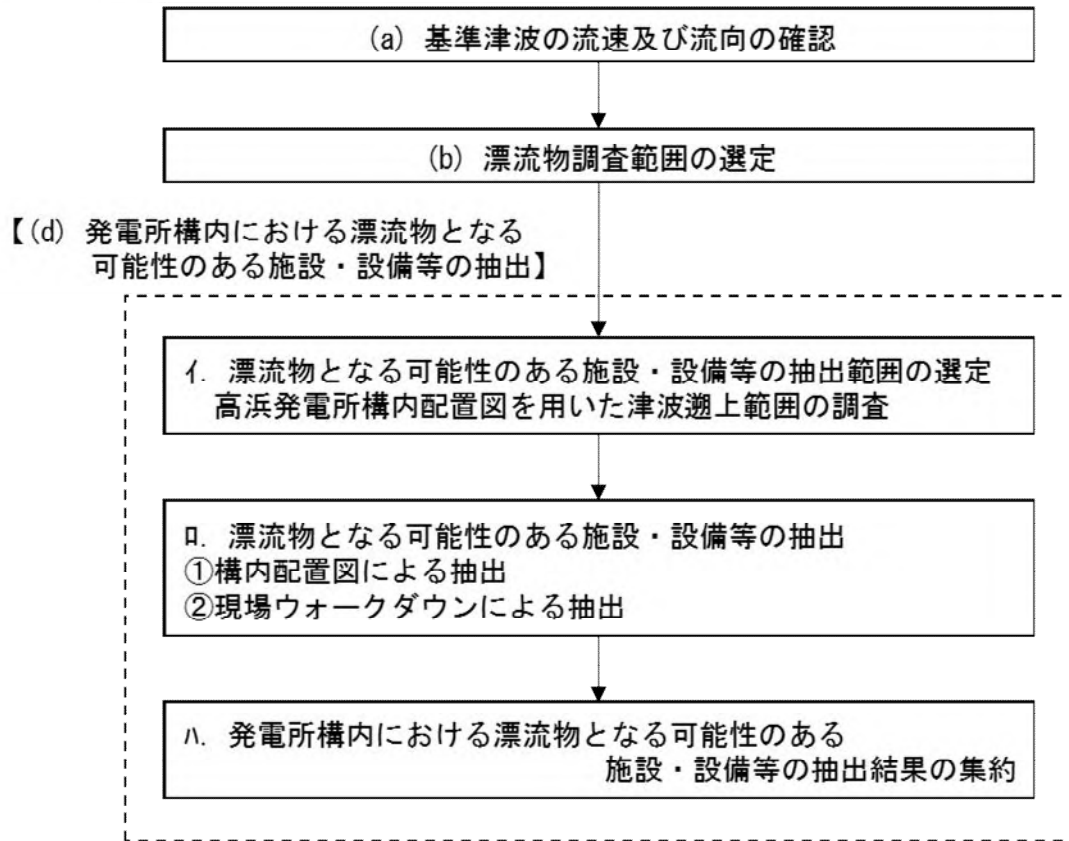 (a) 基準津波の流速及び流向の確認
(b) 漂流物調査範囲の選定
【(d) 発電所構内における漂流物となる
可能性のある施設・設備等の抽出】
ｲ. 漂流物となる可能性のある施設・設備等の抽出範囲の選定
高浜発電所構内配置図を用いた津波遡上範囲の調査
ﾛ. 漂流物となる可能性のある施設・設備等の抽出
①構内配置図による抽出
②現場ウォークダウンによる抽出
ﾊ. 発電所構内における漂流物となる可能性のある
施設・設備等の抽出結果の集約